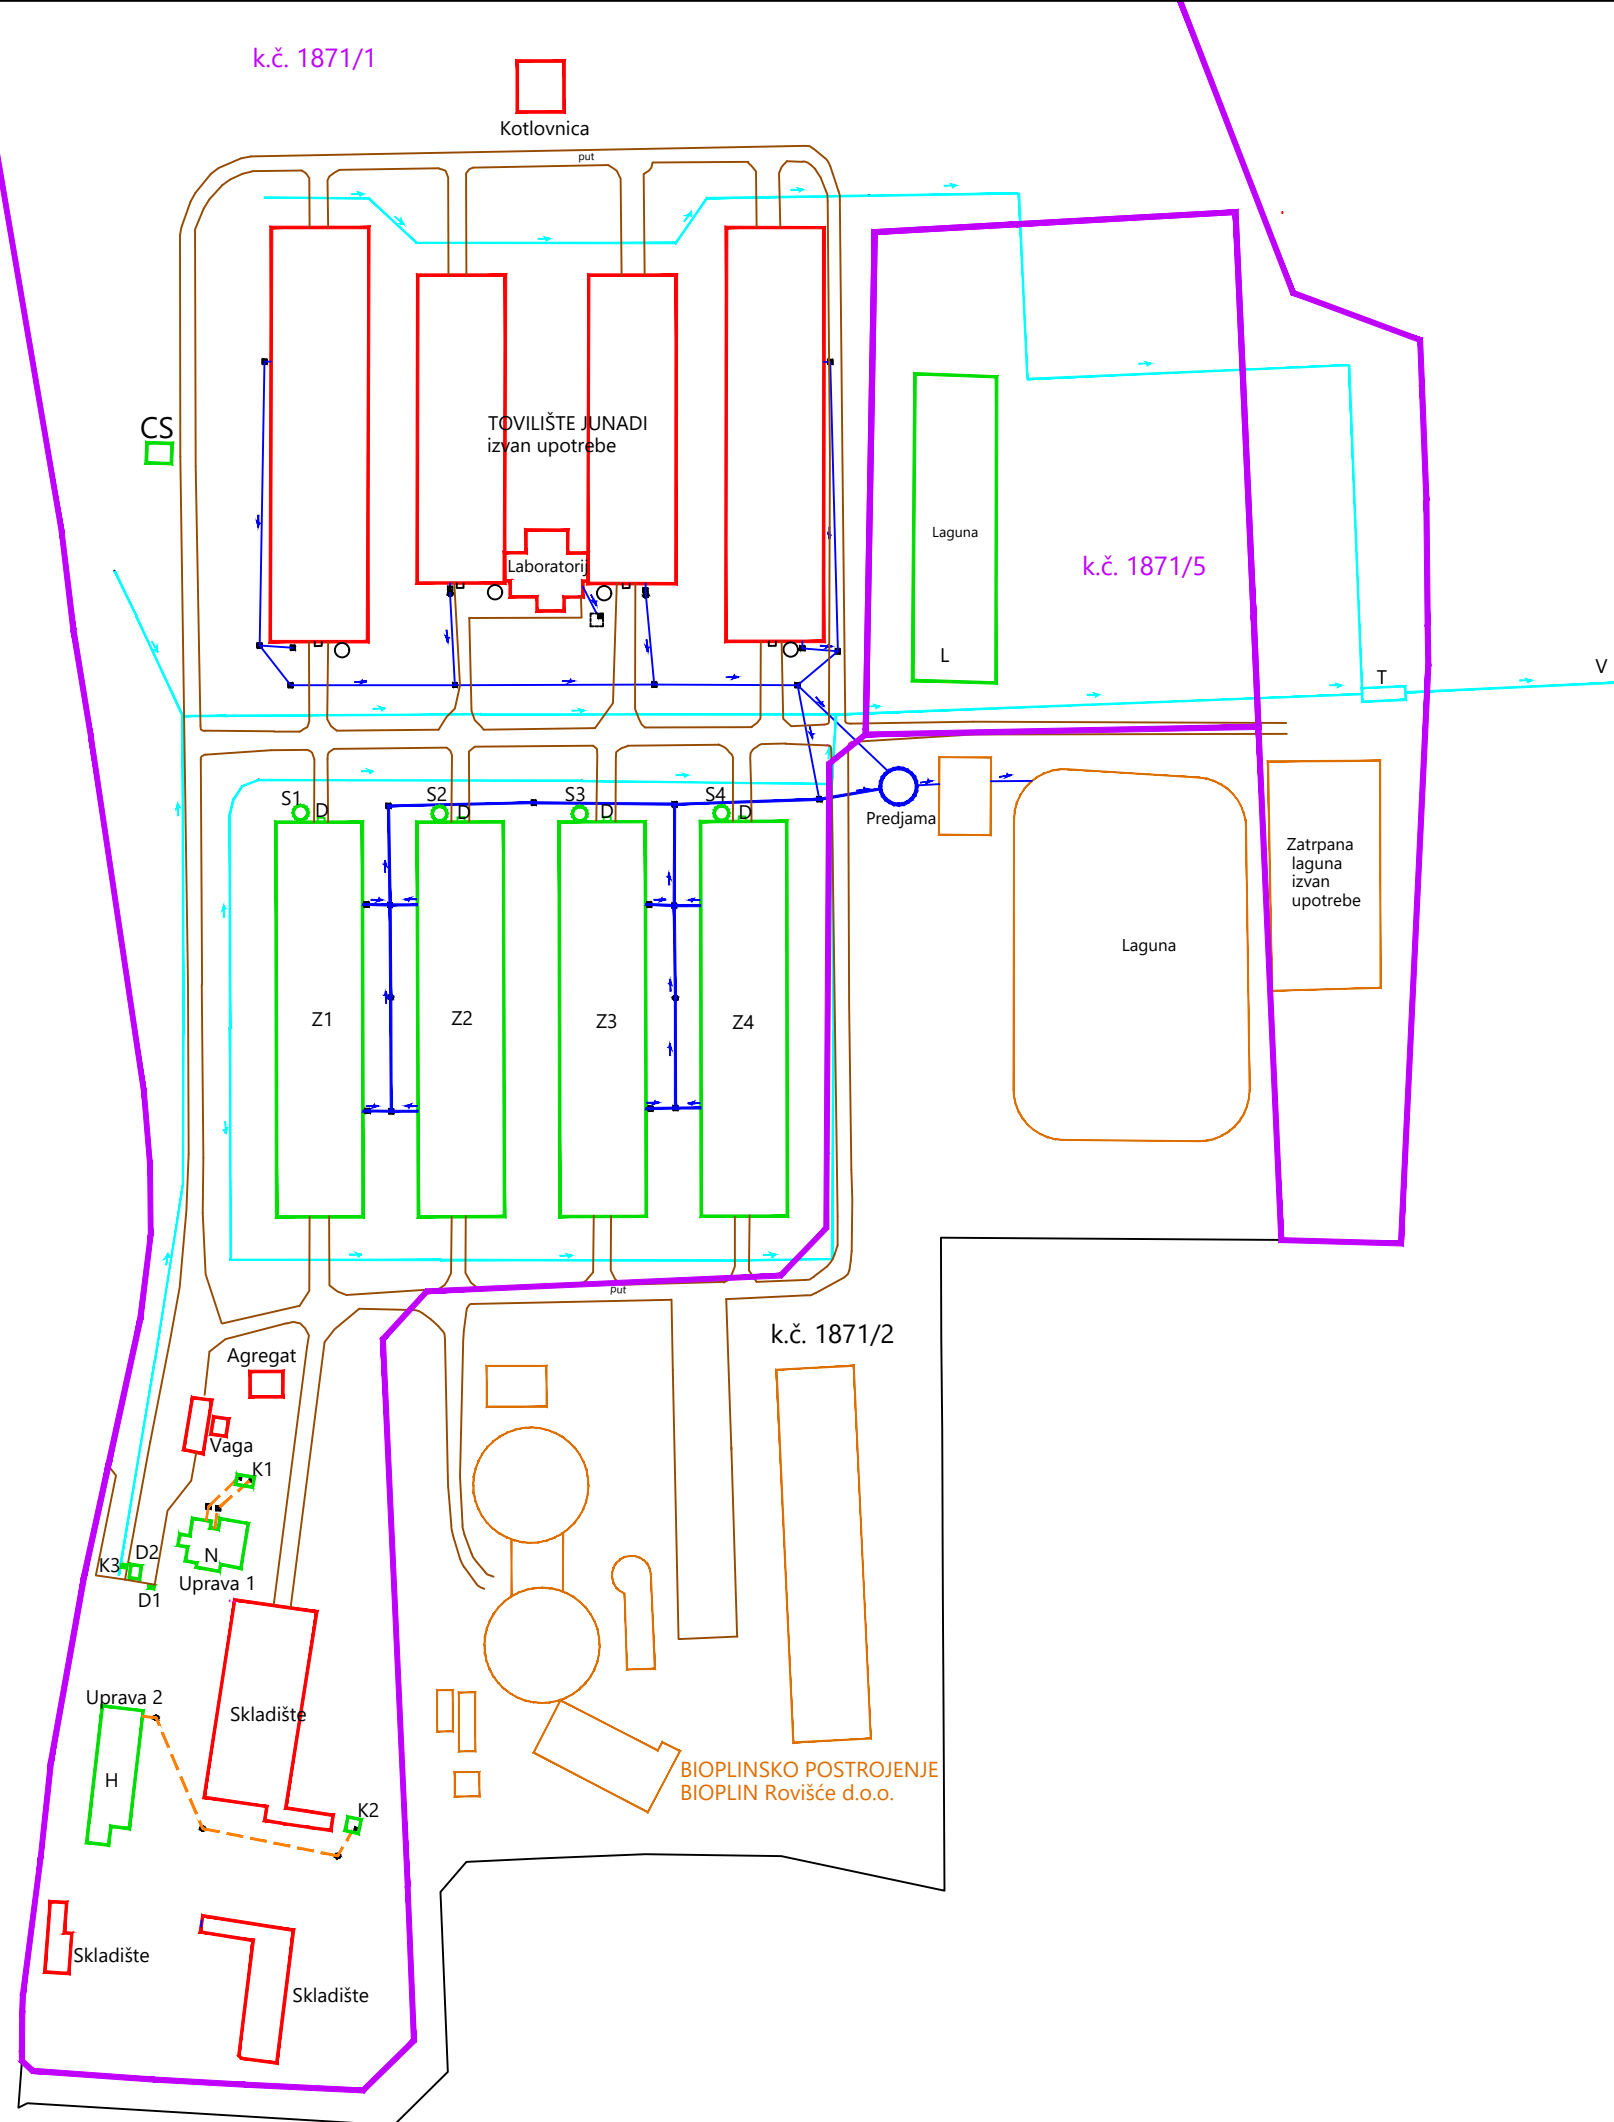 k.č. 1871/1
Kotlovnica
put
CS
TOVILIŠTE JUNADI
izvan upotrebe
Laboratorij
Laguna
k.č. 1871/5
L
T
V
S1
D
S2
D
S3
D
S4
D
Predjama
Zatrpana
laguna
izvan
upotrebe
Laguna
Z1
Z2
Z3
Z4
put
k.č. 1871/2
Agregat
Vaga
K1
N
Uprava 1
K3
D2
D1
Uprava 2
Skladište
H
BIOPLINSKO POSTROJENJE
BIOPLIN Rovišće d.o.o.
K2
Skladište
Skladište